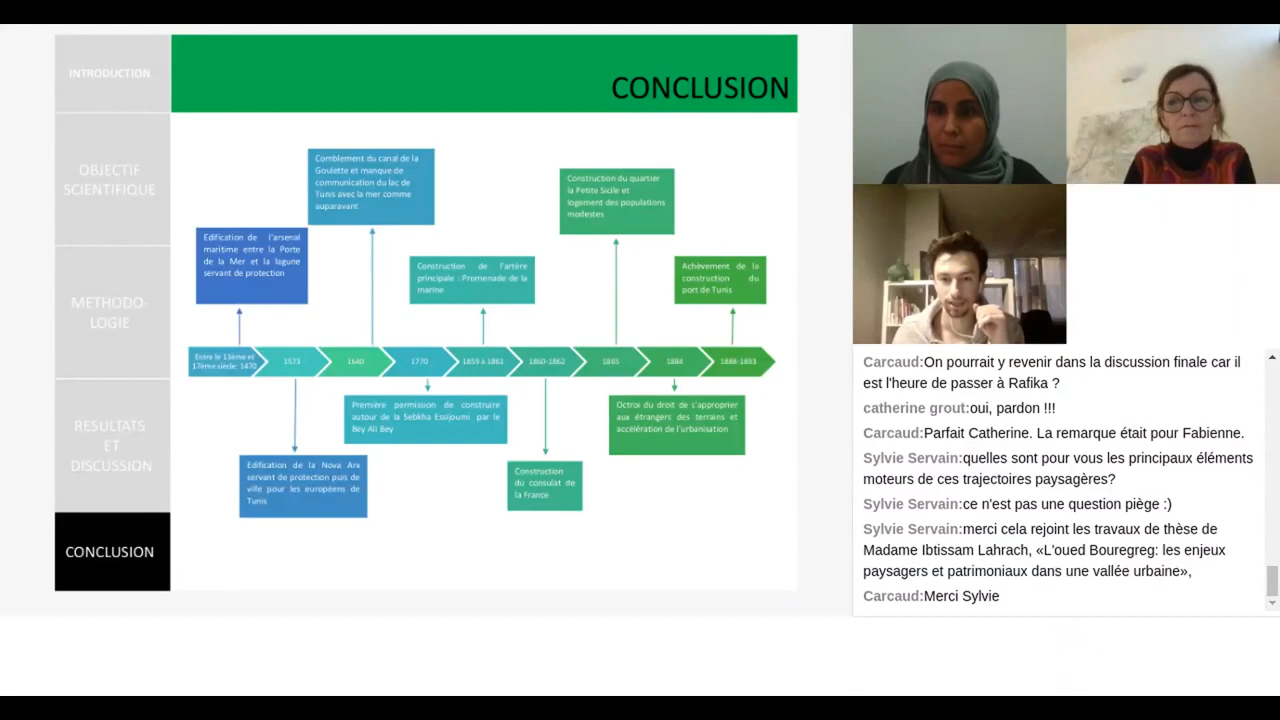 INTRODUCTION
OBJECTIF
SCIENTIFIQUE
METHODO-
LOGIE
RESULTATS
ET
DISCUSSION
CONCLUSION
CONCLUSION
Comblement du canal de la
Goulette et manque de
communication du lac de
Tunis avec la mer comme
auparavant
Construction du quartier
la Petite Sicile et
logement des populations
modestes
Edification de l'arsenal
maritime entre la Porte
de la Mer et la lagune
servant de protection
Construction de l'artère
principale : Promenade de la
marine
Achèvement de la
construction du
port de Tunis
Entre le 13ème et
17ème siècle: 1470
1573
1640
1770
1859 à 1861
1860-1862
1865
1884
1888-1893
Première permission de construire
autour de la Sebkha Essijoumi par le
Bey Ali Bey
Octroi du droit de s'approprier
aux étrangers des terrains et
accélération de l'urbanisation
Edification de la Nova Arx
servant de protection puis de
ville pour les européens de
Tunis
Construction
du consulat de
la France
Carcaud:On pourrait y revenir dans la discussion finale car il
est l'heure de passer à Rafika ?
catherine grout:oui, pardon !!!
Carcaud:Parfait Catherine. La remarque était pour Fabienne.
Sylvie Servain:quelles sont pour vous les principaux éléments
moteurs de ces trajectoires paysagères?
Sylvie Servain:ce n'est pas une question piège :)
Sylvie Servain:merci cela rejoint les travaux de thèse de
Madame Ibtissam Lahrach, «L'oued Bouregreg: les enjeux
paysagers et patrimoniaux dans une vallée urbaine»,
Carcaud:Merci Sylvie